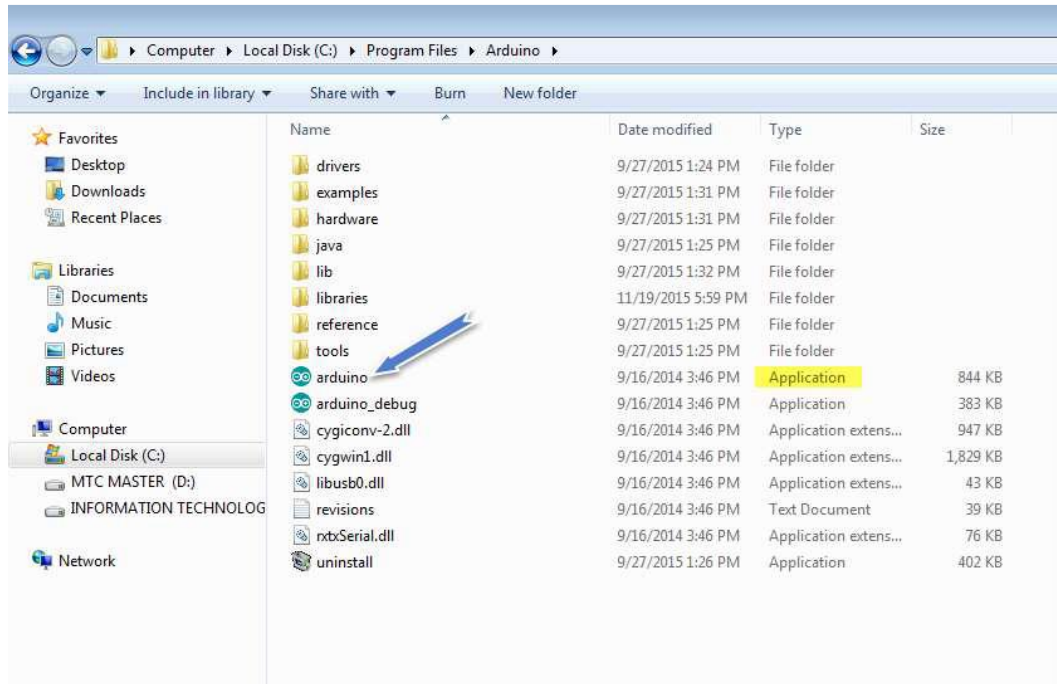 Computer Local Disk (C:) Program Files Arduino
Organize Include in library Share with Burn New folder
Favorites
Desktop
Downloads
Recent Places
Libraries
Documents
Music
Pictures
Videos
Computer
Local Disk (C:)
MTC MASTER (D:)
INFORMATION TECHNOLOG
Network
Name Date modified Type Size
drivers 9/27/2015 1:24 PM File folder
examples 9/27/2015 1:31 PM File folder
hardware 9/27/2015 1:31 PM File folder
java 9/27/2015 1:25 PM File folder
lib 9/27/2015 1:32 PM File folder
libraries 11/19/2015 5:59 PM File folder
reference 9/27/2015 1:25 PM File folder
tools 9/27/2015 1:25 PM File folder
arduino 9/16/2014 3:46 PM Application 844 KB
arduino_debug 9/16/2014 3:46 PM Application 383 KB
cygiconv-2.dll 9/16/2014 3:46 PM Application extens... 947 KB
cygwin1.dll 9/16/2014 3:46 PM Application extens... 1,829 KB
libusb0.dll 9/16/2014 3:46 PM Application extens... 43 KB
revisions 9/16/2014 3:46 PM Text Document 39 KB
rxtxSerial.dll 9/16/2014 3:46 PM Application extens... 76 KB
uninstall 9/27/2015 1:26 PM Application 402 KB